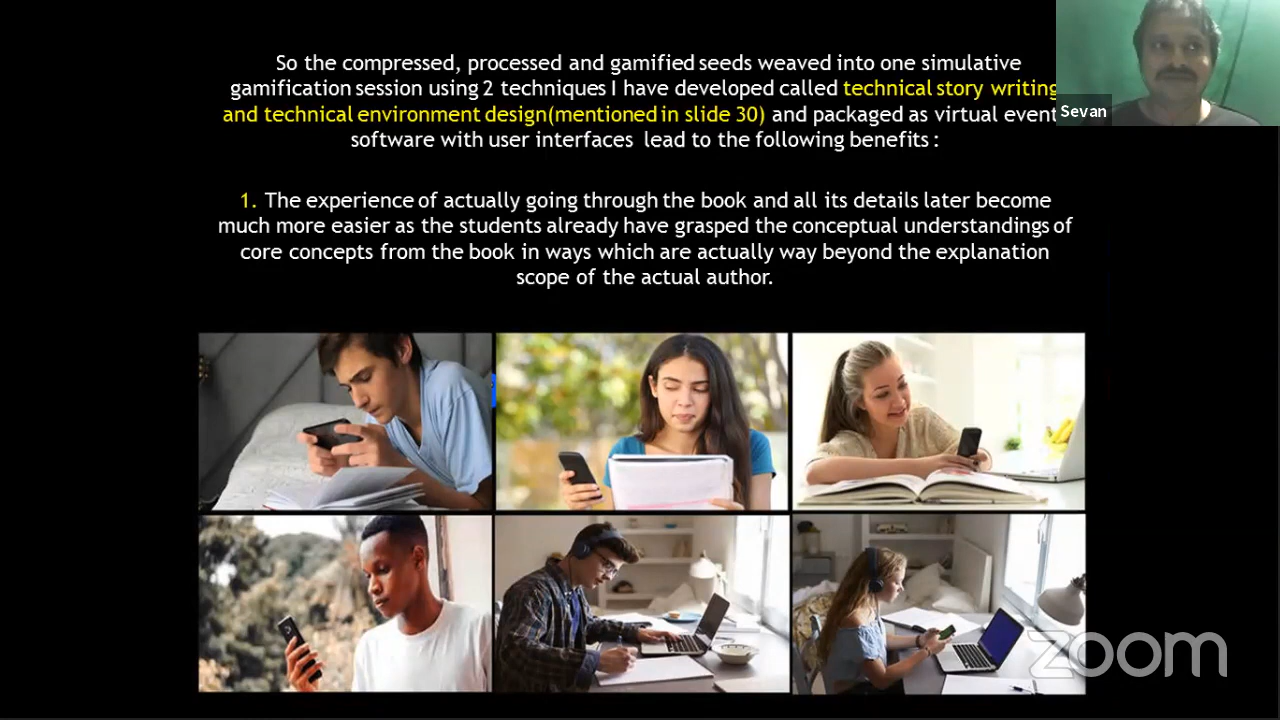 So the compressed, processed and gamified seeds weaved into one simulative
gamification session using 2 techniques I have developed called technical story writing
and technical environment design(mentioned in slide 30) and packaged as virtual event
software with user interfaces lead to the following benefits :
Sevan
1. The experience of actually going through the book and all its details later become
much more easier as the students already have grasped the conceptual understandings of
core concepts from the book in ways which are actually way beyond the explanation
scope of the actual author.
zoom